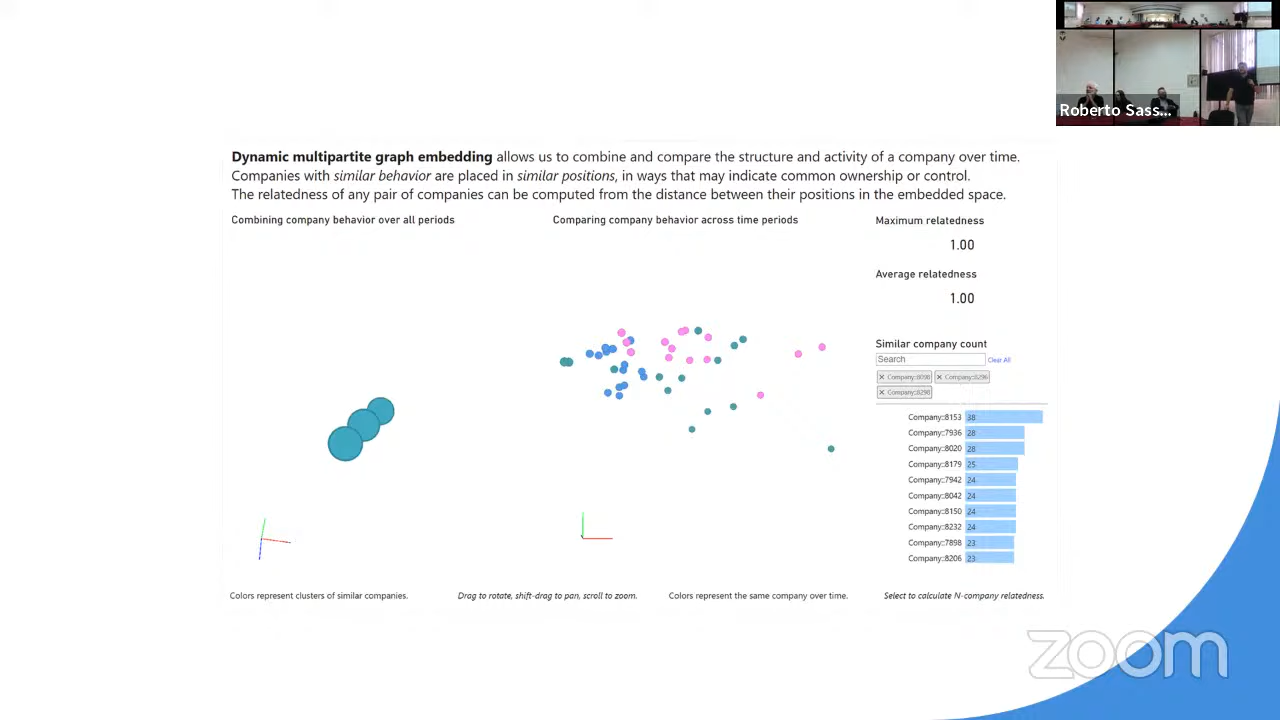 Roberto Sass...
Dynamic multipartite graph embedding allows us to combine and compare the structure and activity of a company over time.
Companies with similar behavior are placed in similar positions, in ways that may indicate common ownership or control.
The relatedness of any pair of companies can be computed from the distance between their positions in the embedded space.
Combining company behavior over all periods
Comparing company behavior across time periods
Maximum relatedness
1.00
Average relatedness
1.00
Similar company count
Search Clear All
× Company::8098 × Company::8296
× Company::8298
Company::8153 38
Company::7936 28
Company::8020 28
Company::8179 25
Company::7942 24
Company::8042 24
Company::8150 24
Company::8232 24
Company::7898 23
Company::8206 23
Colors represent clusters of similar companies.
Drag to rotate, shift-drag to pan, scroll to zoom.
Colors represent the same company over time.
Select to calculate N-company relatedness.
zoom